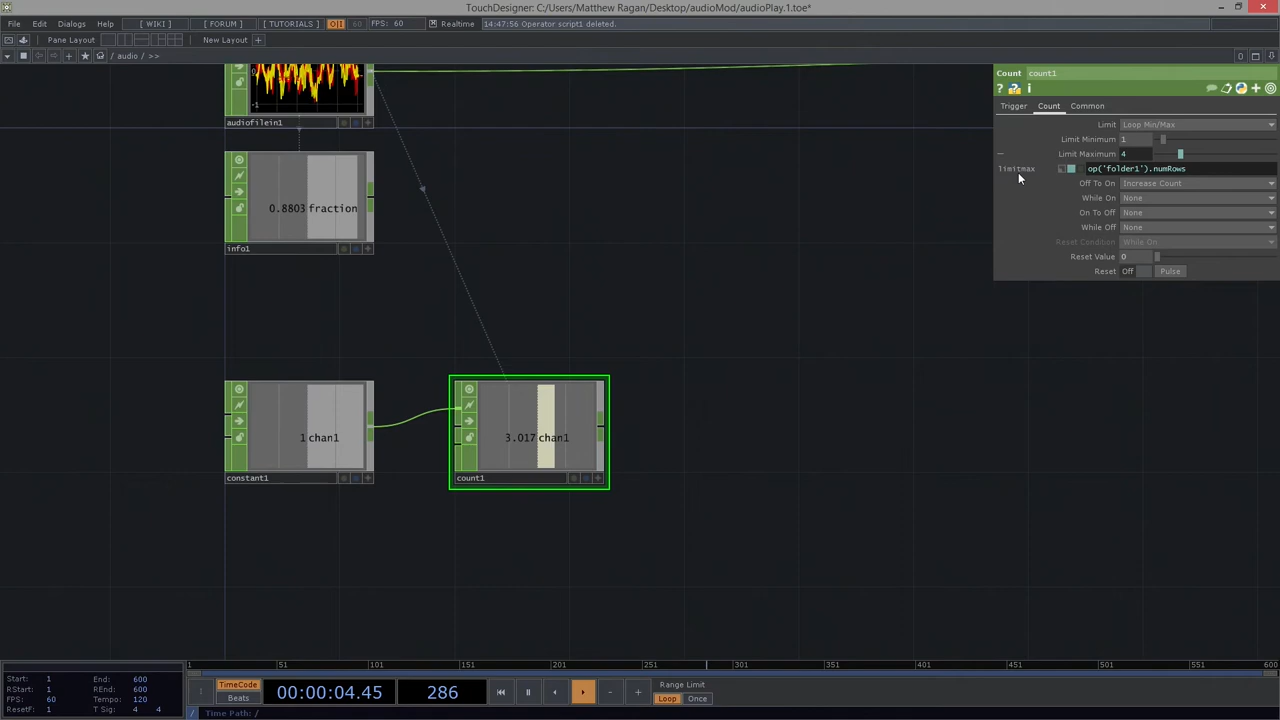 TouchDesigner: C:/Users/Matthew Ragan/Desktop/audioMod/audioPlay.1.toe*
File Edit Dialogs Help [ WIKI ] [ FORUM ] [ TUTORIALS ] O|I FPS: 60 Realtime 14:47:56 Operator script1 deleted.
Pane Layout New Layout +
/ audio / >>
0
Count count1
? i
Trigger Count Common
Limit Loop Min/Max
Limit Minimum 1
Limit Maximum 4
limitmax op('folder1').numRows
Off To On Increase Count
While On None
On To Off None
While Off None
Reset Condition While On
Reset Value 0
Reset Off Pulse
0
-1
audiofilein1
0.8803 fraction
info1
1 chan1
constant1
3.017 chan1
count1
1 51 101 151 201 251 301 351 401 451 501 551 600
Start: 1 End: 600
RStart: 1 REnd: 600
FPS: 60 Tempo: 120
ResetF: 1 T Sig: 4 4
TimeCode
Beats
00:00:04.45
286
- +
Range Limit
Loop Once
/ Time Path: /